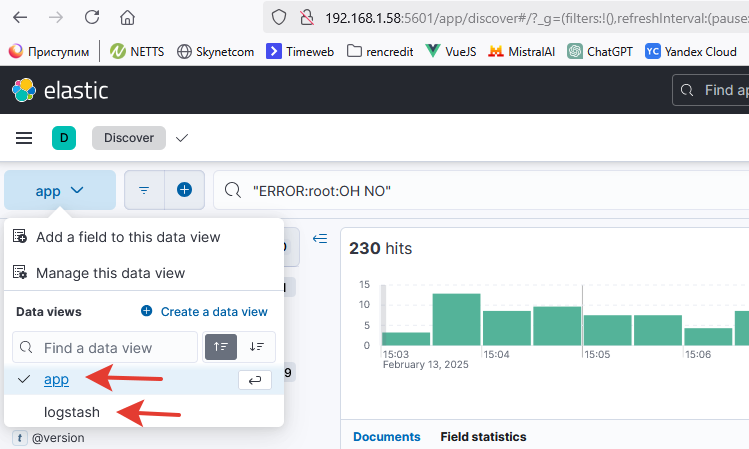 192.168.1.58:5601/app/discover#/?_g=(filters:!(),refreshInterval:(pause
Приступим
NETTS
Skynetcom
Timeweb
rencredit
VueJS
MistralAI
ChatGPT
YC Yandex Cloud
elastic
Find ap
D
Discover
app
"ERROR:root:OH NO"
Add a field to this data view
Manage this data view
Data views
Create a data view
Find a data view
app
logstash
t @version
230 hits
15
10
5
0
15:03
15:04
15:05
15:06
February 13, 2025
Documents
Field statistics